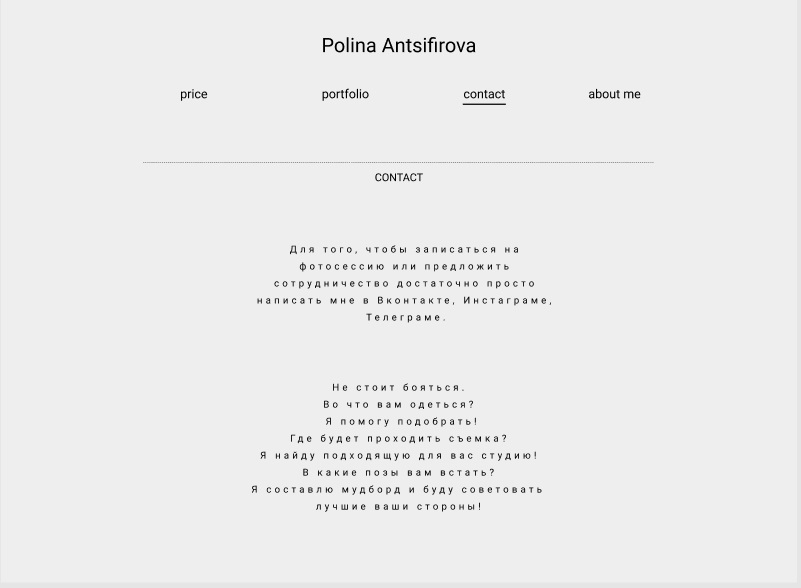 Polina Antsifirova
price portfolio contact about me
CONTACT
Для того, чтобы записаться на
фотосессию или предложить
сотрудничество достаточно просто
написать мне в Вконтакте, Инстаграме,
Телеграме.
Не стоит бояться.
Во что вам одеться?
Я помогу подобрать!
Где будет проходить съемка?
Я найду подходящую для вас студию!
В какие позы вам встать?
Я составлю мудборд и буду советовать
лучшие ваши стороны!